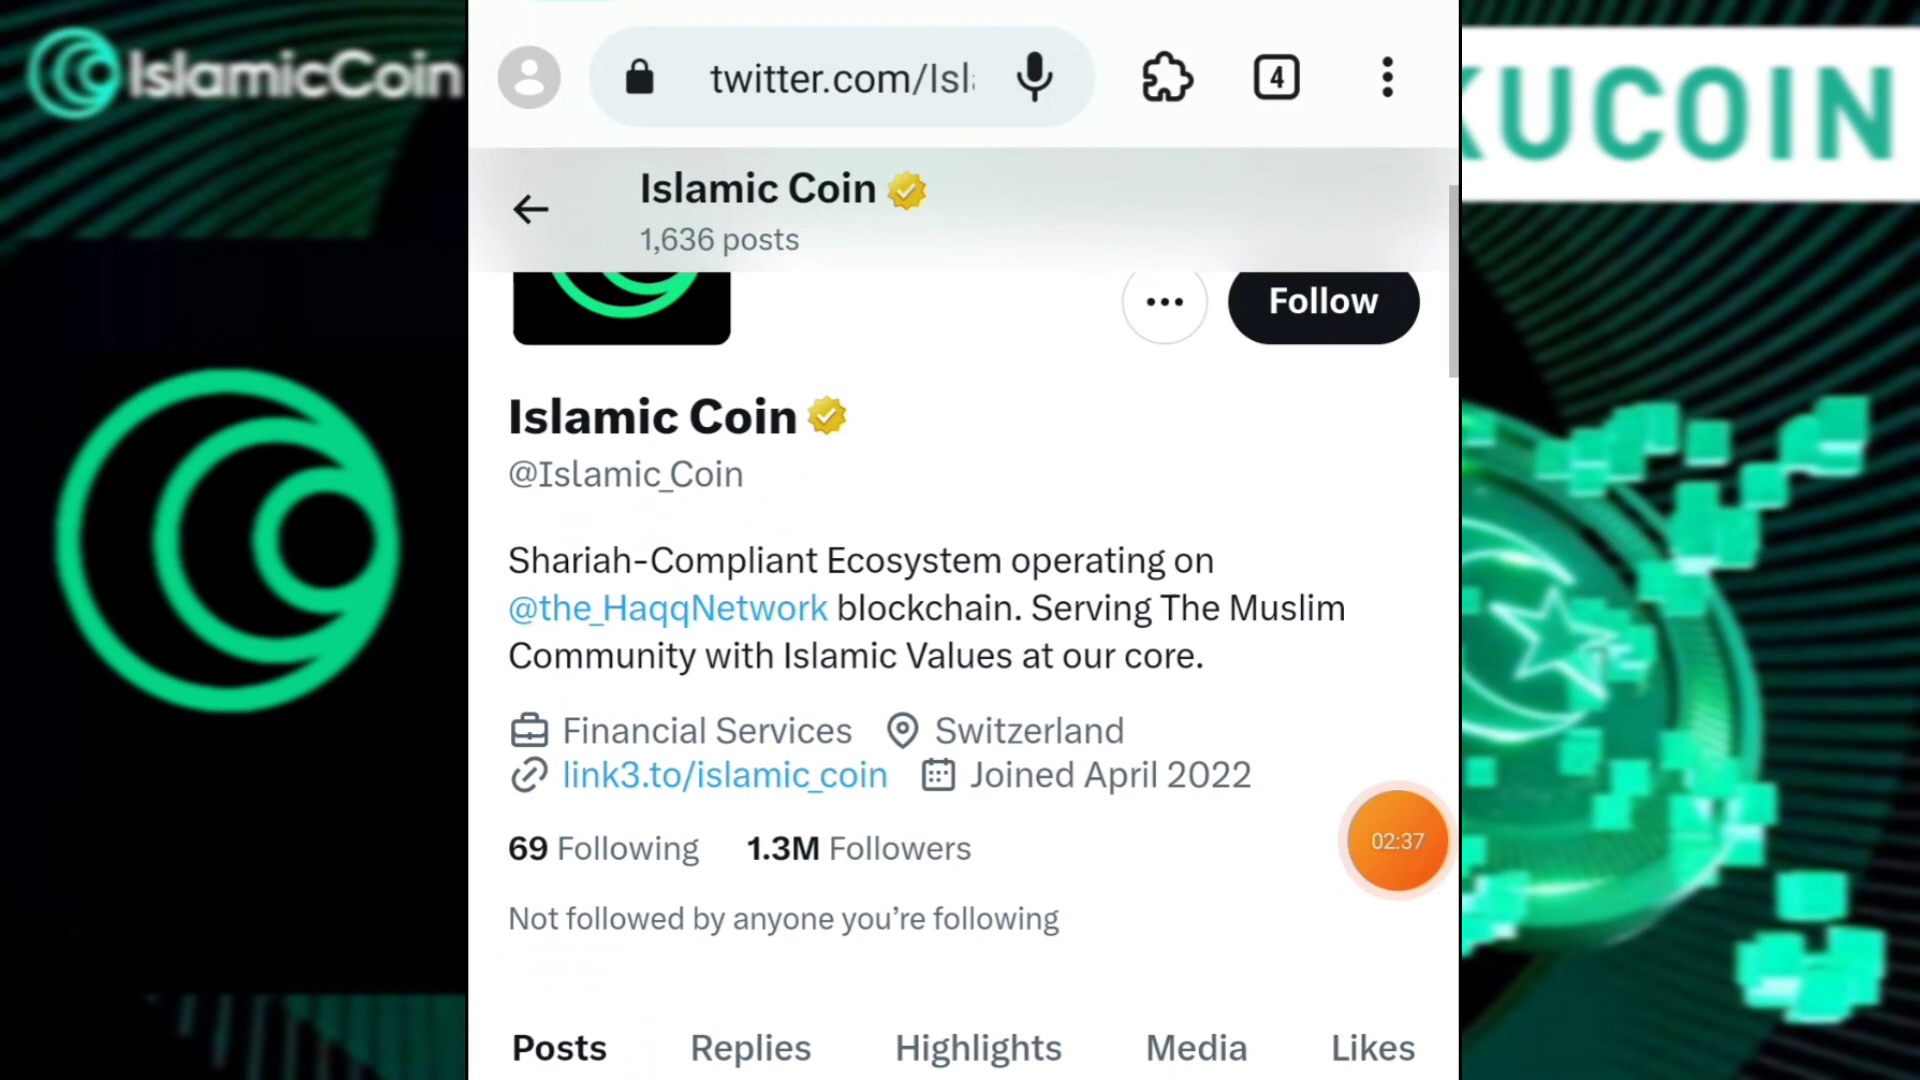 IslamicCoin
twitter.com/Isl
4
KUCOIN
Islamic Coin
1,636 posts
Follow
Islamic Coin
@Islamic_Coin
Shariah-Compliant Ecosystem operating on
@the_HaqqNetwork blockchain. Serving The Muslim
Community with Islamic Values at our core.
Financial Services Switzerland
link3.to/islamic_coin Joined April 2022
69 Following 1.3M Followers
02:37
Not followed by anyone you’re following
Posts Replies Highlights Media Likes